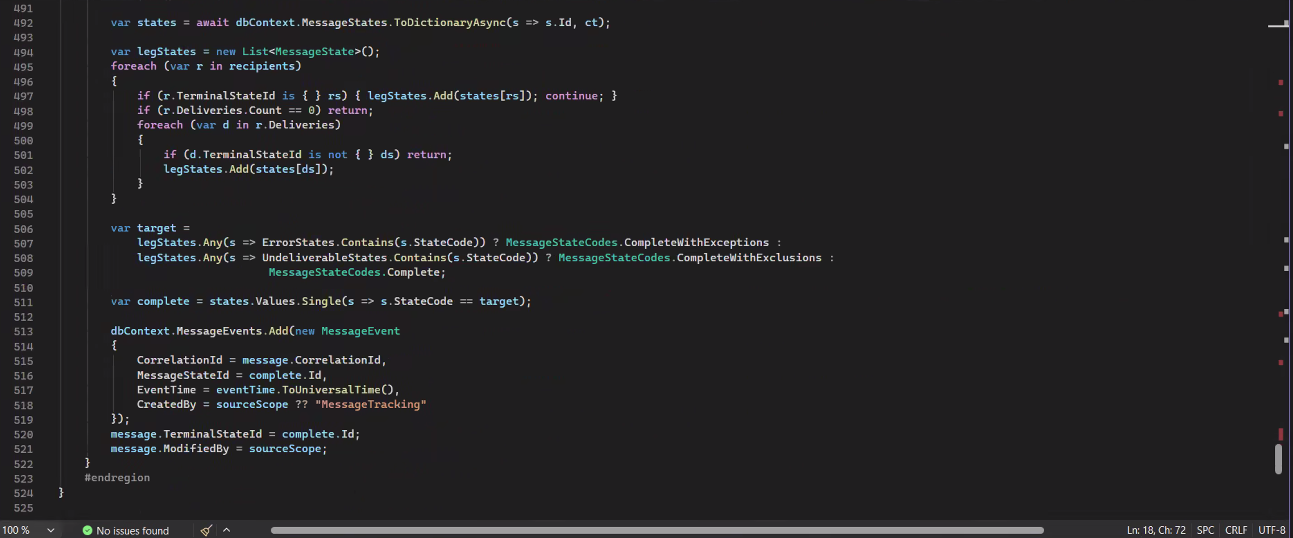 491
492 var states = await dbContext.MessageStates.ToDictionaryAsync(s => s.Id, ct);
493
494 var legStates = new List<MessageState>();
495 foreach (var r in recipients)
496 {
497 if (r.TerminalStateId is { } rs) { legStates.Add(states[rs]); continue; }
498 if (r.Deliveries.Count == 0) return;
499 foreach (var d in r.Deliveries)
500 {
501 if (d.TerminalStateId is not { } ds) return;
502 legStates.Add(states[ds]);
503 }
504 }
505
506 var target =
507 legStates.Any(s => ErrorStates.Contains(s.StateCode)) ? MessageStateCodes.CompleteWithExceptions :
508 legStates.Any(s => UndeliverableStates.Contains(s.StateCode)) ? MessageStateCodes.CompleteWithExclusions :
509 MessageStateCodes.Complete;
510
511 var complete = states.Values.Single(s => s.StateCode == target);
512
513 dbContext.MessageEvents.Add(new MessageEvent
514 {
515 CorrelationId = message.CorrelationId,
516 MessageStateId = complete.Id,
517 EventTime = eventTime.ToUniversalTime(),
518 CreatedBy = sourceScope ?? "MessageTracking"
519 });
520 message.TerminalStateId = complete.Id;
521 message.ModifiedBy = sourceScope;
522 }
523 #endregion
524 }
525
100 % No issues found Ln: 18, Ch: 72 SPC CRLF UTF-8